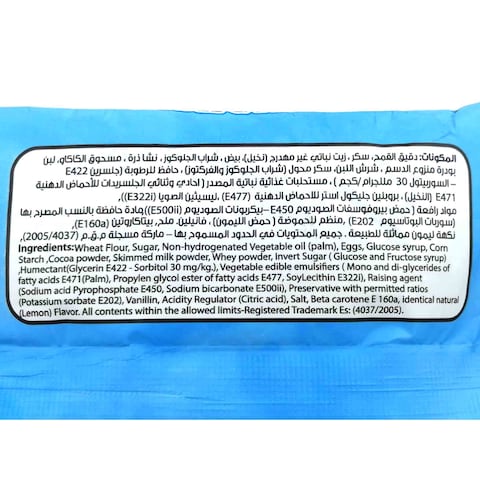 المكونات: دقيق القمح، سكر، زيت نباتي غير مهدرج (نخيل)، بيض، شراب الجلوكوز، نشا ذرة، مسحوق الكاكاو، لبن
بودرة منزوع الدسم، شرش اللبن، سكر محول (شراب الجلوكوز والفركتوز)، حافظ للرطوبة (جلسرين E422
– السوربيتول 30 مللجرام/كجم)، مستحلبات غذائية نباتية المصدر (احادي وثنائي الجلسريدات للأحماض الدهنية
E471 (النخيل)، بروبلين جليكول استر للأحماض الدهنية (E477)، ليسيثين الصويا (E322i))،
مواد رافعة (حمض بيروفوسفات الصوديوم E450 –بيكربونات الصوديوم E500ii))مادة حافظة بالنسب المصرح بها
(سوربات البوتاسيوم E202)، منظم للحموضة (حمض الليمون)، فانيلين، ملح، بيتاكاروتين (E160a)،
نكهة ليمون مماثلة للطبيعة. جميع المحتويات في الحدود المسموح بها – ماركة مسجلة م.ق.م (2005/4037).
Ingredients:Wheat Flour, Sugar, Non-hydrogenated Vegetable oil (palm), Eggs, Glucose syrup, Corn
Starch ,Cocoa powder, Skimmed milk powder, Whey powder, Invert Sugar ( Glucose and Fructose syrup)
,Humectant(Glycerin E422 - Sorbitol 30 mg/kg.), Vegetable edible emulsifiers ( Mono and di-glycerides of
fatty acids E471(Palm), Propylene glycol ester of fatty acids E477, SoyLecithin E322i), Raising agent
(Sodium acid Pyrophosphate E450, Sodium bicarbonate E500ii), Preservative with permitted ratios
(Potassium sorbate E202), Vanillin, Acidity Regulator (Citric acid), Salt, Beta carotene E 160a, identical natural
(Lemon) Flavor. All contents within the allowed limits-Registered Trademark Es: (4037/2005).